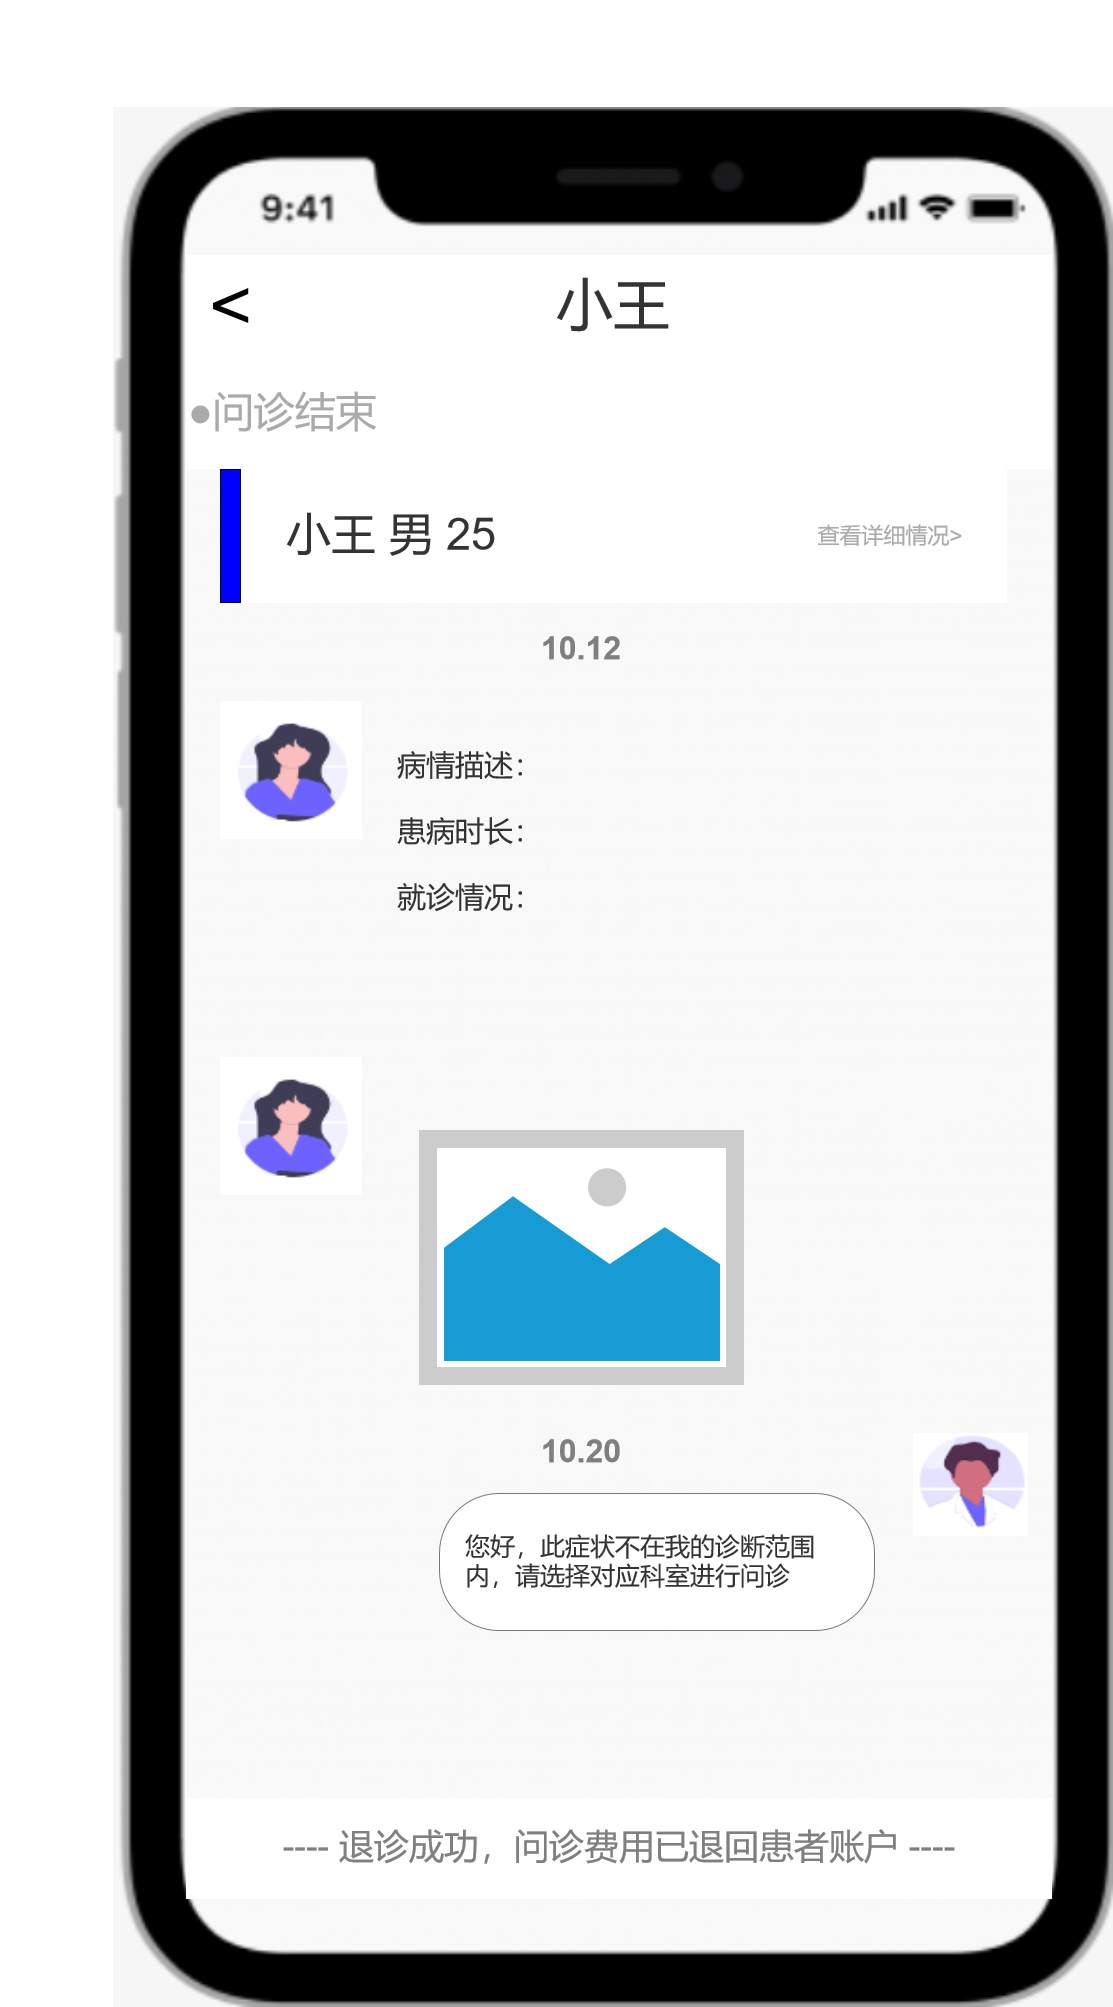 9:41
<
小王
●问诊结束
小王 男 25
查看详细情况>
10.12
病情描述：
患病时长：
就诊情况：
10.20
您好，此症状不在我的诊断范围
内，请选择对应科室进行问诊
---- 退诊成功，问诊费用已退回患者账户 ----